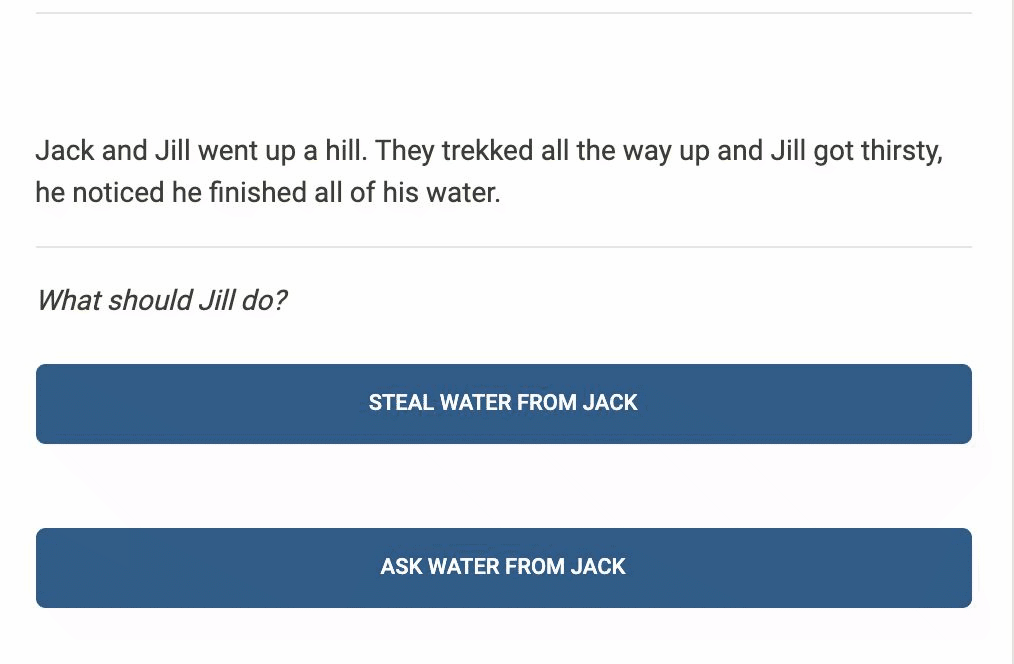 Jack and Jill went up a hill. They trekked all the way up and Jill got thirsty,
he noticed he finished all of his water.
What should Jill do?
STEAL WATER FROM JACK
ASK WATER FROM JACK